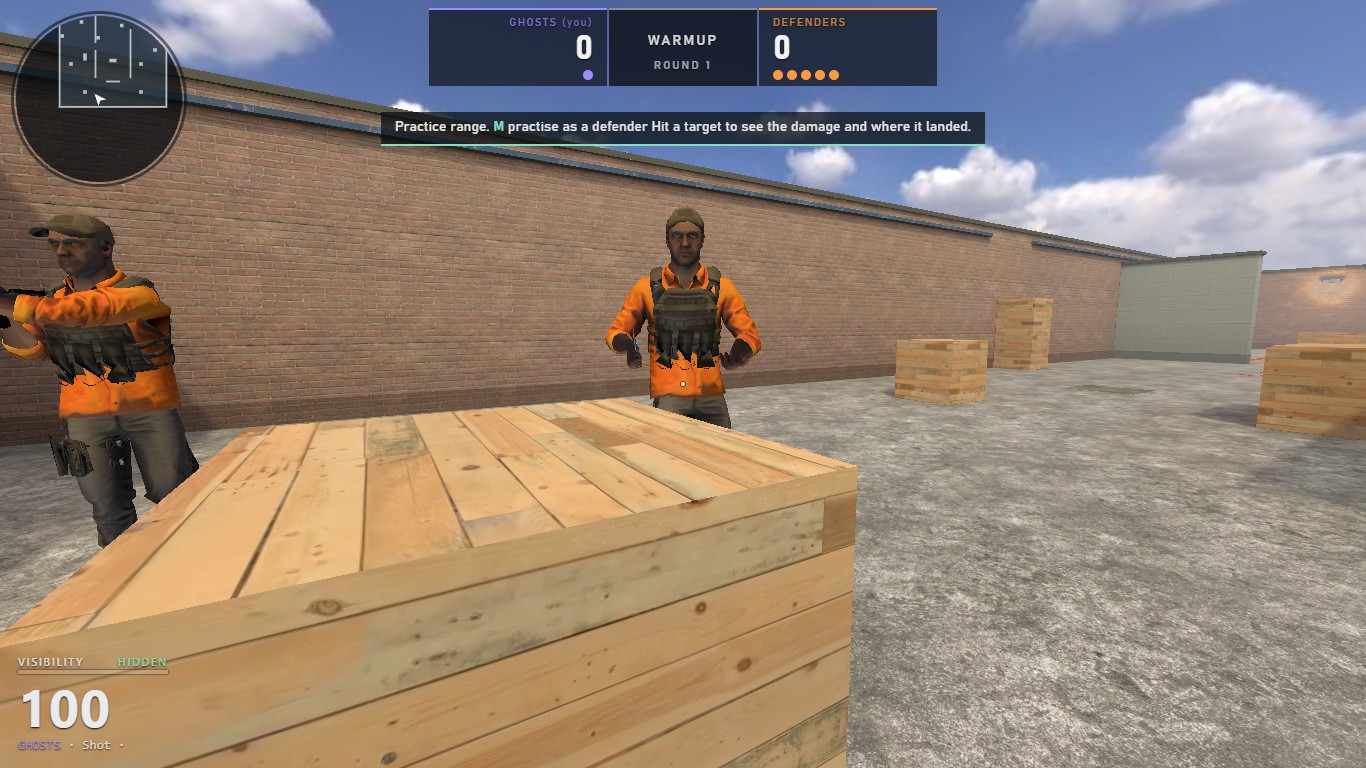 GHOSTS (you)
0
WARMUP
ROUND 1
DEFENDERS
0
Practice range. M practise as a defender Hit a target to see the damage and where it landed.
VISIBILITY HIDDEN
100
GHOSTS · Shot ·